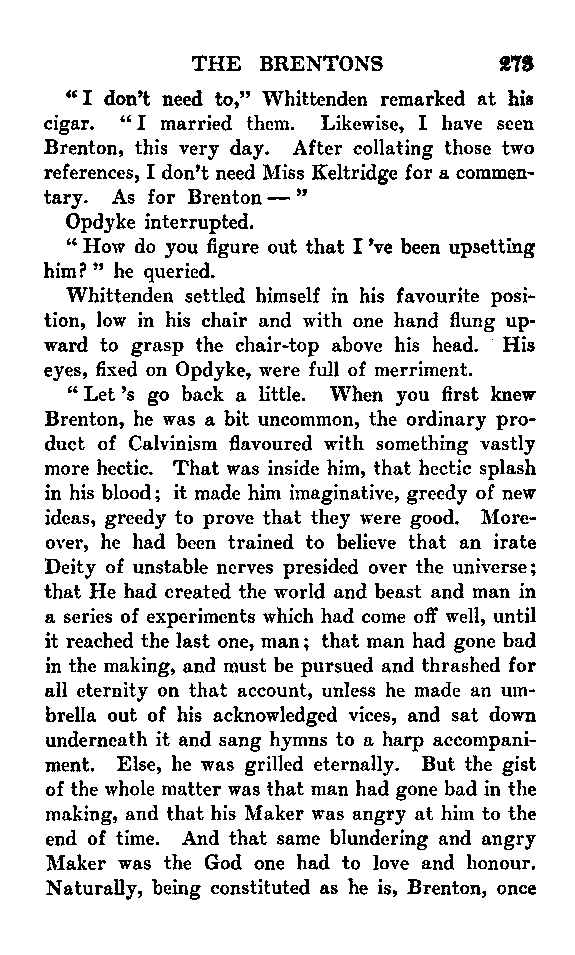 THE BRENTONS 273
" I don't need to," Whittenden remarked at his
cigar. " I married them. Likewise, I have seen
Brenton, this very day. After collating those two
references, I don't need Miss Keltridge for a commen-
tary. As for Brenton — "
Opdyke interrupted.
" How do you figure out that I 've been upsetting
him? " he queried.
Whittenden settled himself in his favourite posi-
tion, low in his chair and with one hand flung up-
ward to grasp the chair-top above his head. His
eyes, fixed on Opdyke, were full of merriment.
" Let 's go back a little. When you first knew
Brenton, he was a bit uncommon, the ordinary pro-
duct of Calvinism flavoured with something vastly
more hectic. That was inside him, that hectic splash
in his blood; it made him imaginative, greedy of new
ideas, greedy to prove that they were good. More-
over, he had been trained to believe that an irate
Deity of unstable nerves presided over the universe;
that He had created the world and beast and man in
a series of experiments which had come off well, until
it reached the last one, man; that man had gone bad
in the making, and must be pursued and thrashed for
all eternity on that account, unless he made an um-
brella out of his acknowledged vices, and sat down
underneath it and sang hymns to a harp accompani-
ment. Else, he was grilled eternally. But the gist
of the whole matter was that man had gone bad in the
making, and that his Maker was angry at him to the
end of time. And that same blundering and angry
Maker was the God one had to love and honour.
Naturally, being constituted as he is, Brenton, once